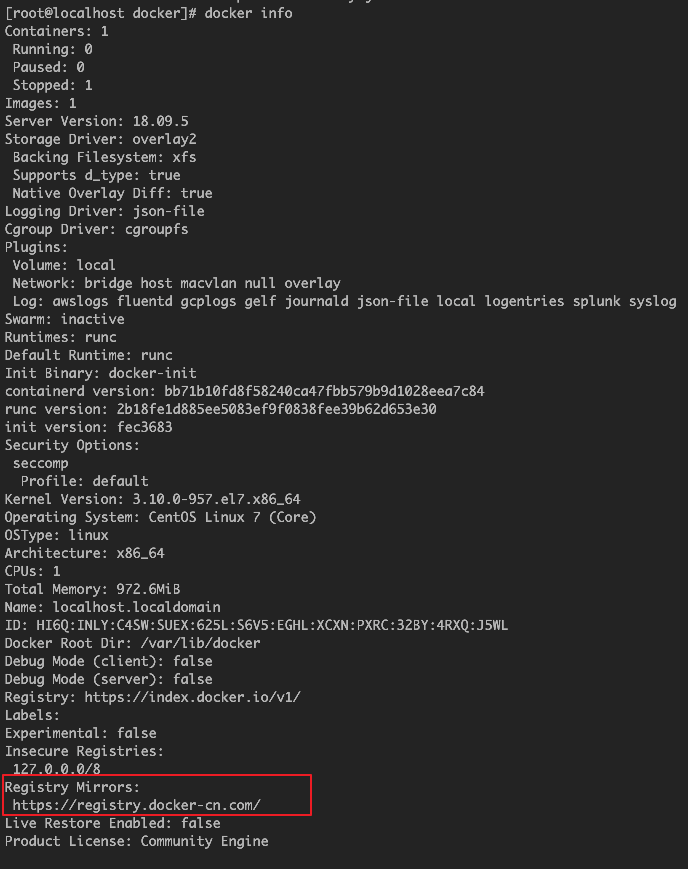 [root@localhost docker]# docker info
Containers: 1
 Running: 0
 Paused: 0
 Stopped: 1
Images: 1
Server Version: 18.09.5
Storage Driver: overlay2
 Backing Filesystem: xfs
 Supports d_type: true
 Native Overlay Diff: true
Logging Driver: json-file
Cgroup Driver: cgroupfs
Plugins:
 Volume: local
 Network: bridge host macvlan null overlay
 Log: awslogs fluentd gcplogs gelf journald json-file local logentries splunk syslog
Swarm: inactive
Runtimes: runc
Default Runtime: runc
Init Binary: docker-init
containerd version: bb71b10fd8f58240ca47fbb579b9d1028eea7c84
runc version: 2b18fe1d885ee5083ef9f0838fee39b62d653e30
init version: fec3683
Security Options:
 seccomp
  Profile: default
Kernel Version: 3.10.0-957.el7.x86_64
Operating System: CentOS Linux 7 (Core)
OSType: linux
Architecture: x86_64
CPUs: 1
Total Memory: 972.6MiB
Name: localhost.localdomain
ID: HI6Q:INLY:C4SW:SUEX:625L:S6V5:EGHL:XCXN:PXRC:32BY:4RXQ:J5WL
Docker Root Dir: /var/lib/docker
Debug Mode (client): false
Debug Mode (server): false
Registry: https://index.docker.io/v1/
Labels:
Experimental: false
Insecure Registries:
 127.0.0.0/8
Registry Mirrors:
 https://registry.docker-cn.com/
Live Restore Enabled: false
Product License: Community Engine